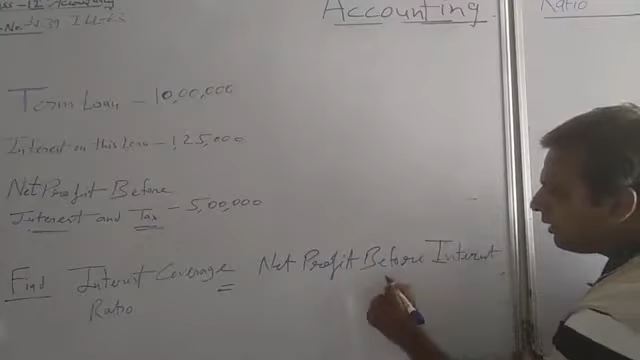 Accounting
Ratio
Term Loan - 10,00,000
Interest on this Loan - 1,25,000
Net Profit Before
Interest and Tax - 5,00,000
Find Interest Coverage = Net Profit Before Interest
Ratio